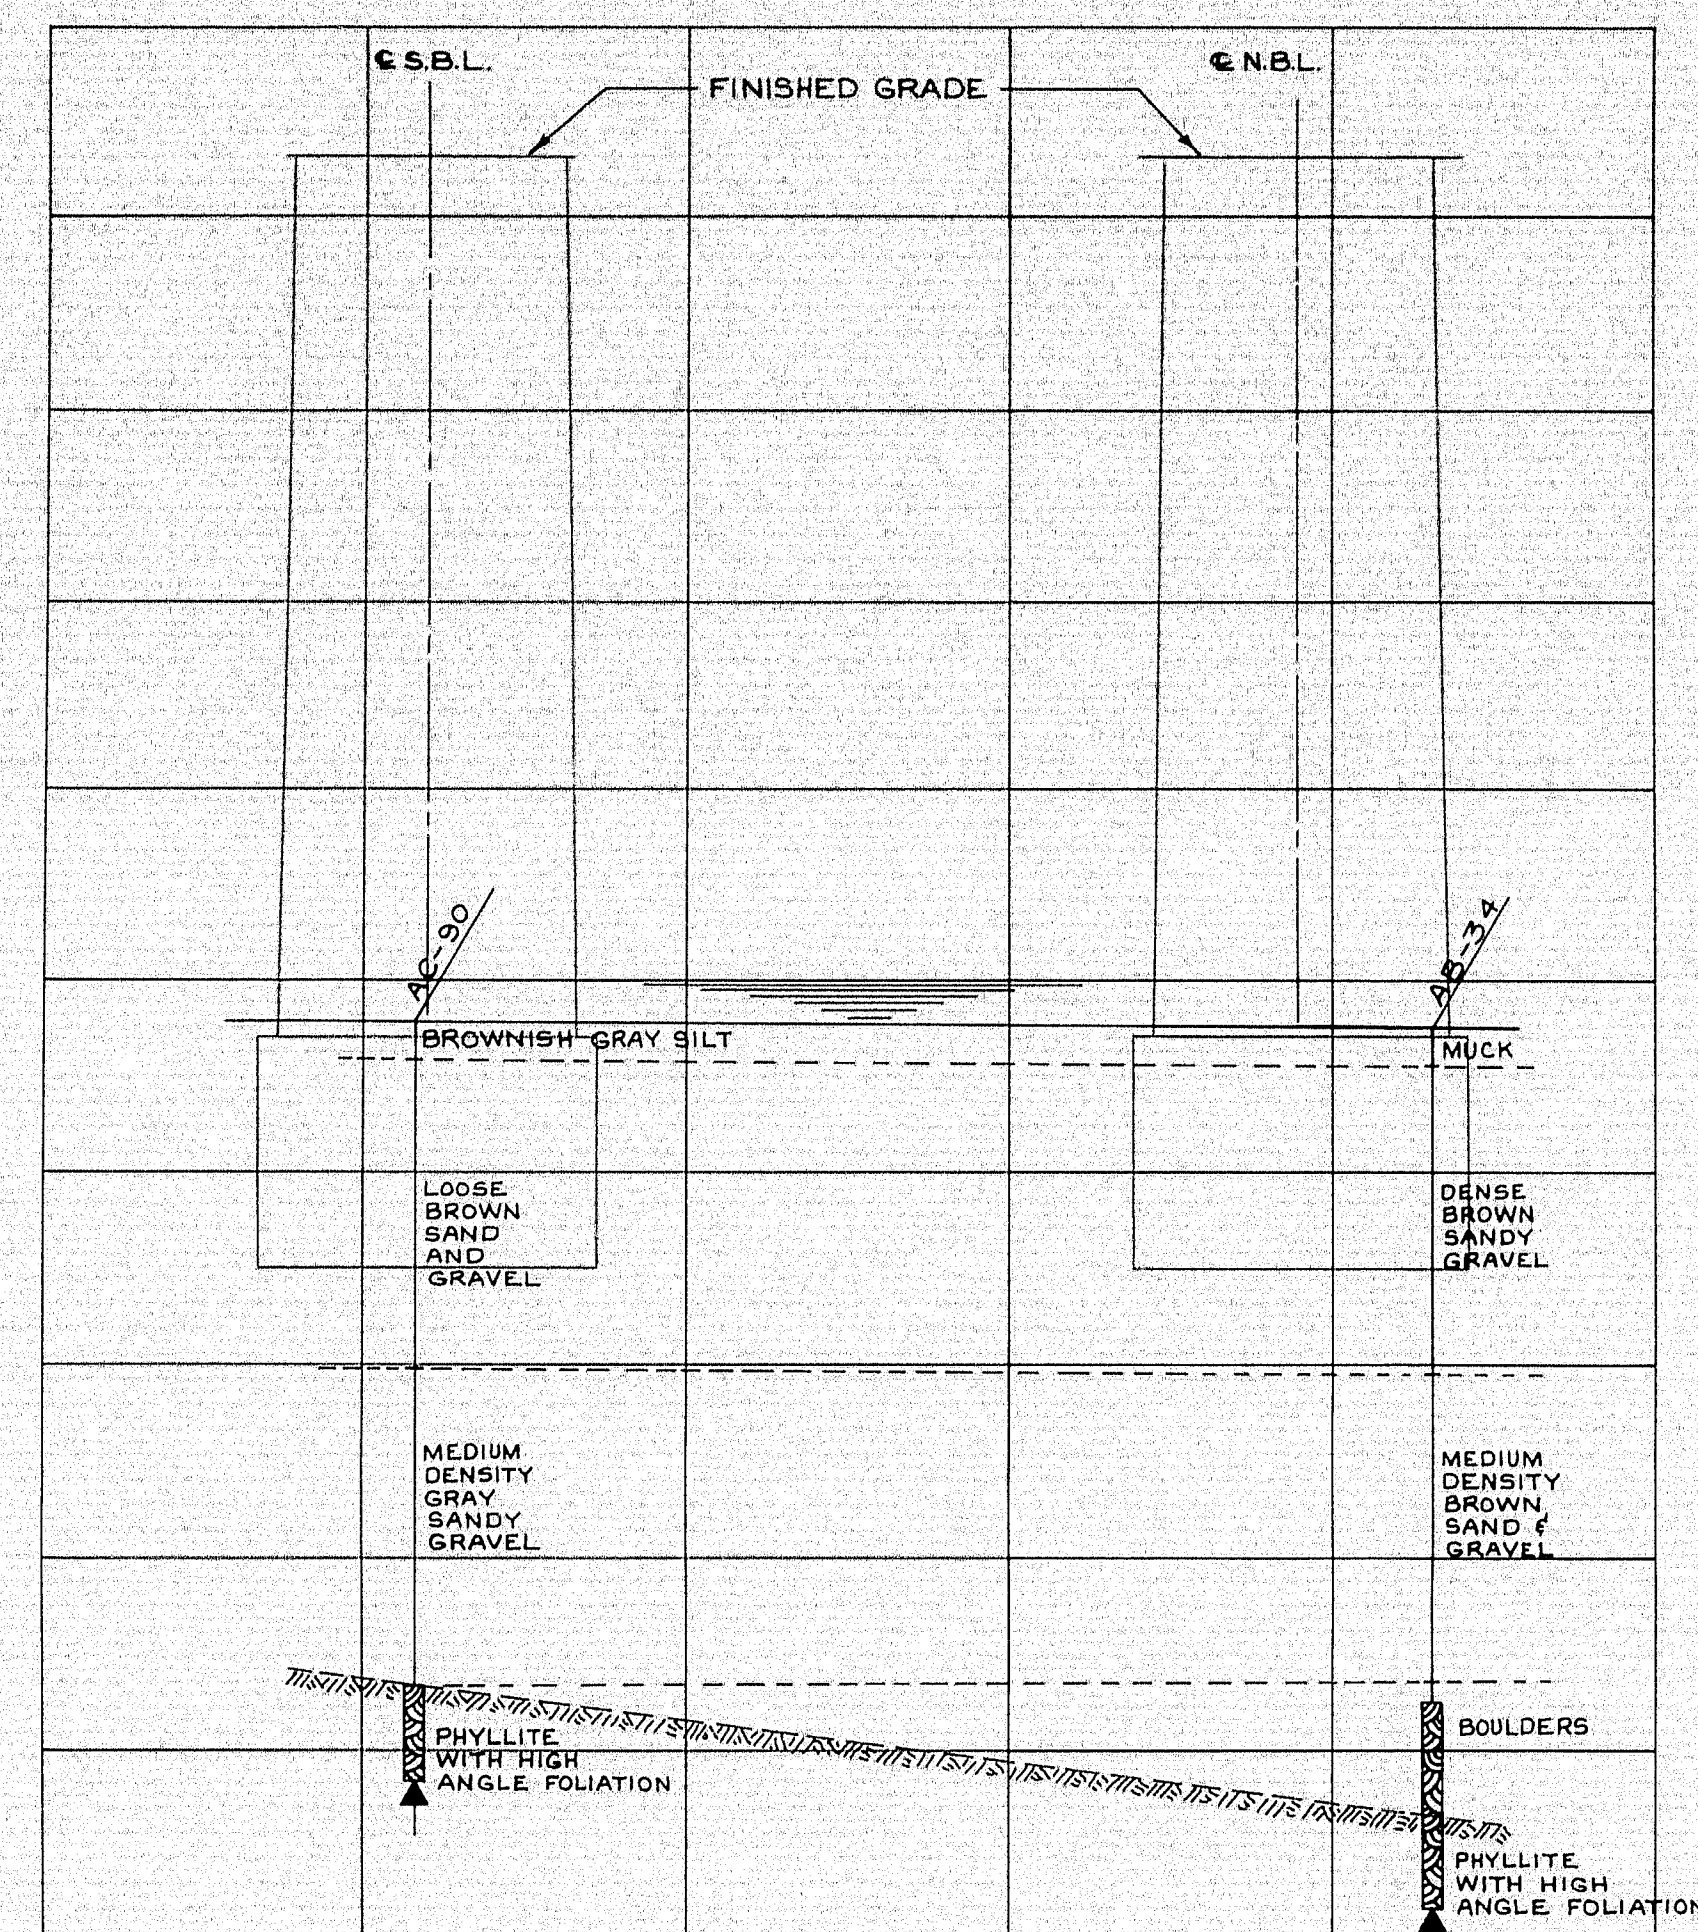 ℄ S.B.L.
℄ N.B.L.
FINISHED GRADE
AC-90
AB-34
BROWNISH GRAY SILT
MUCK
LOOSE
BROWN
SAND
AND
GRAVEL
DENSE
BROWN
SANDY
GRAVEL
MEDIUM
DENSITY
GRAY
SANDY
GRAVEL
MEDIUM
DENSITY
BROWN
SAND &
GRAVEL
BOULDERS
PHYLLITE
WITH HIGH
ANGLE FOLIATION
PHYLLITE
WITH HIGH
ANGLE FOLIATION